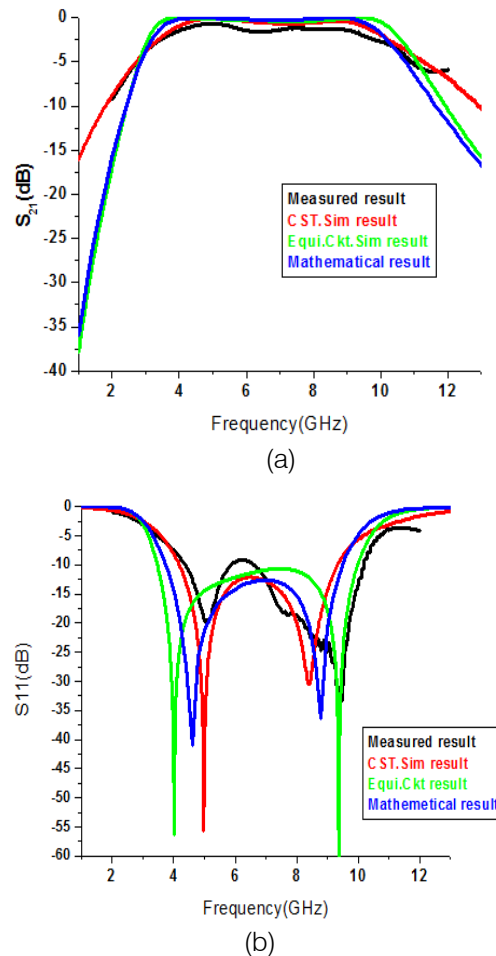 0
-5
-10
-15
-20
-25
-30
-35
-40
S21(dB)
Measured result
CST.Sim result
Equi.Ckt.Sim result
Mathematical result
2 4 6 8 10 12
Frequency(GHz)
(a)
0
-5
-10
-15
-20
-25
-30
-35
-40
-45
-50
-55
-60
S11(dB)
Measured result
CST.Sim result
Equi.Ckt result
Mathemetical result
2 4 6 8 10 12
Frequency(GHz)
(b)